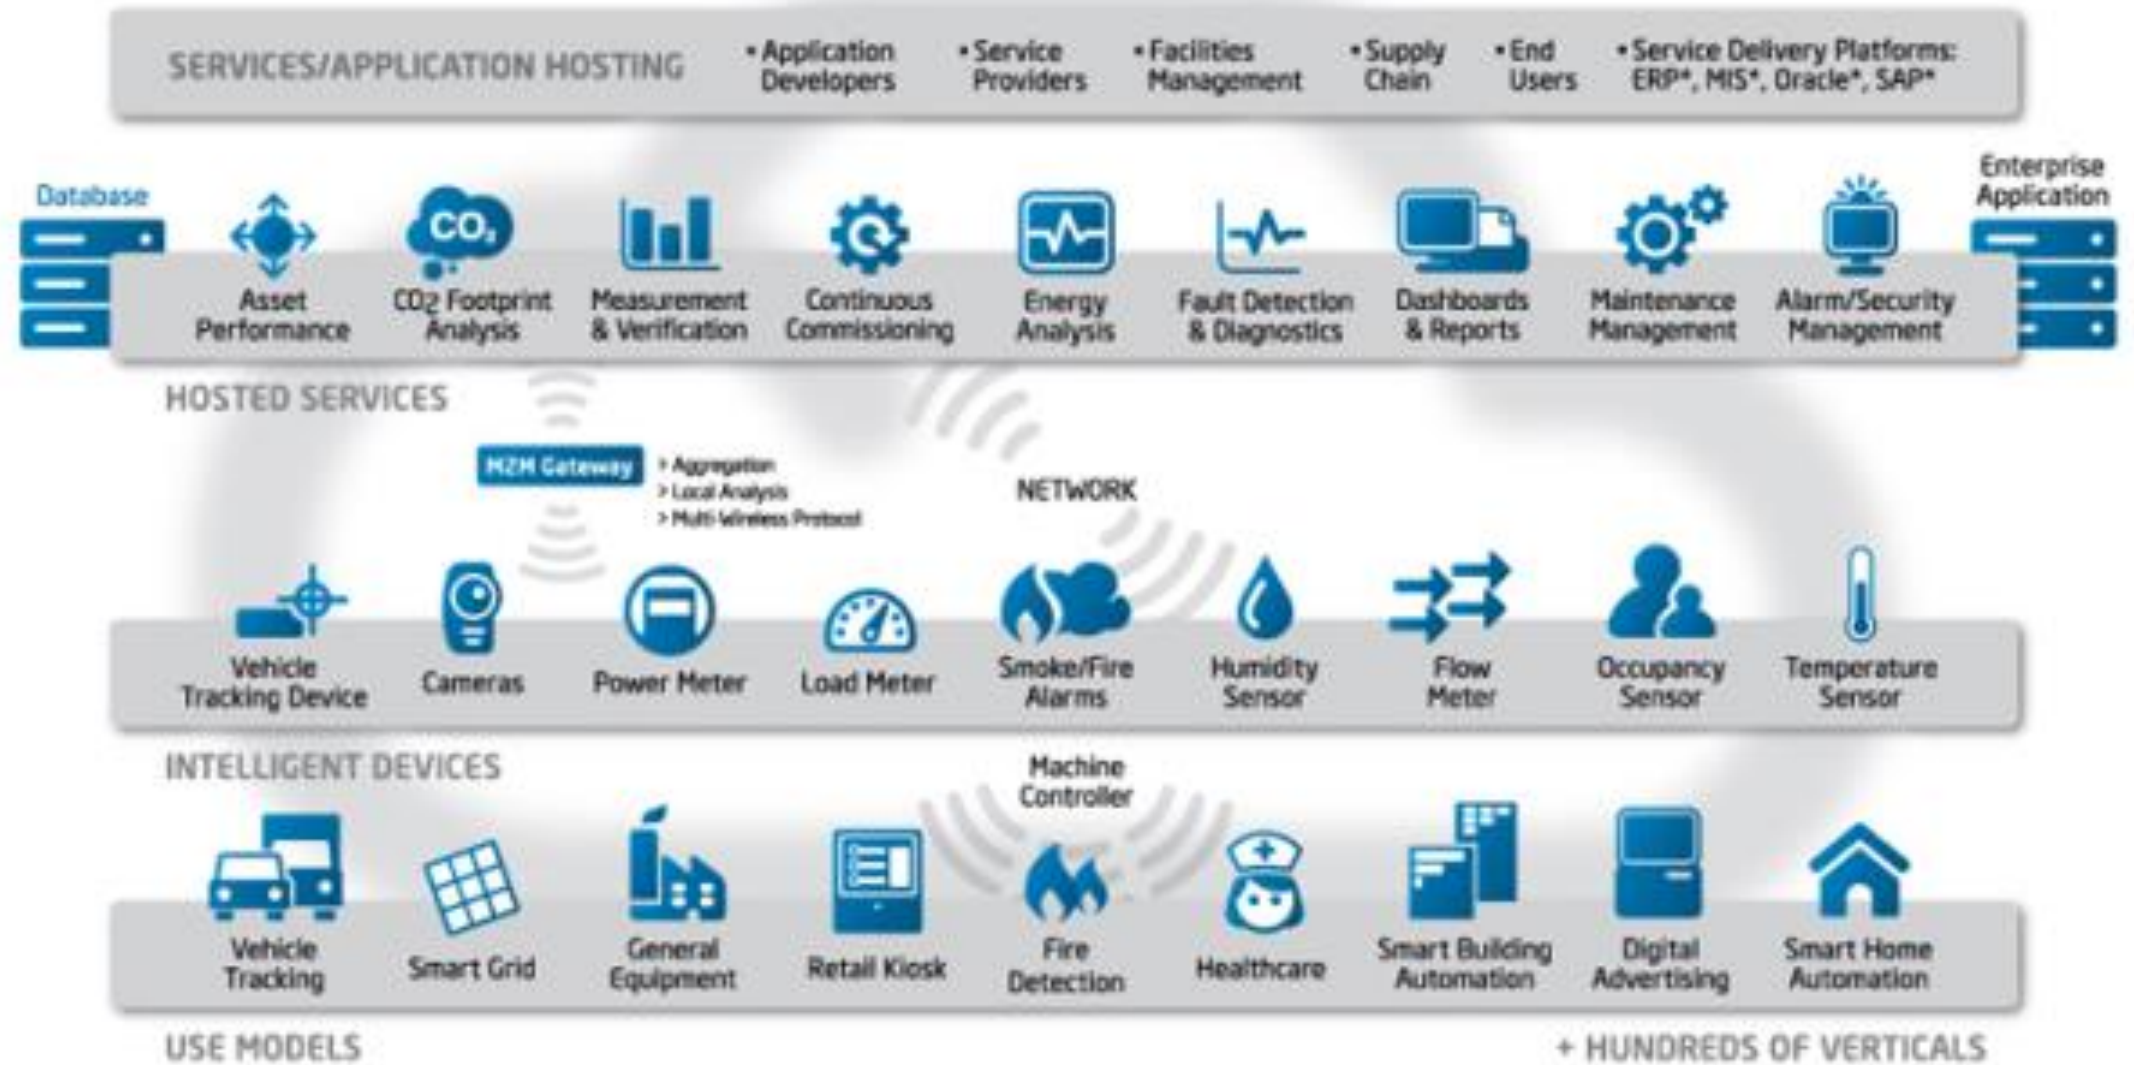 SERVICES/APPLICATION HOSTING
• Application
Developers
• Service
Providers
• Facilities
Management
• Supply
Chain
• End
Users
• Service Delivery Platforms:
ERP*, MIS*, Oracle*, SAP*
Database
Enterprise
Application
CO₂
Asset
Performance
CO2 Footprint
Analysis
Measurement
& Verification
Continuous
Commissioning
Energy
Analysis
Fault Detection
& Diagnostics
Dashboards
& Reports
Maintenance
Management
Alarm/Security
Management
HOSTED SERVICES
M2M Gateway
> Aggregation
> Local Analysis
> Multi-Wireless Protocol
NETWORK
Vehicle
Tracking Device
Cameras
Power Meter
Load Meter
Smoke/Fire
Alarms
Humidity
Sensor
Flow
Meter
Occupancy
Sensor
Temperature
Sensor
INTELLIGENT DEVICES
Machine
Controller
Vehicle
Tracking
Smart Grid
General
Equipment
Retail Kiosk
Fire
Detection
Healthcare
Smart Building
Automation
Digital
Advertising
Smart Home
Automation
USE MODELS
+ HUNDREDS OF VERTICALS